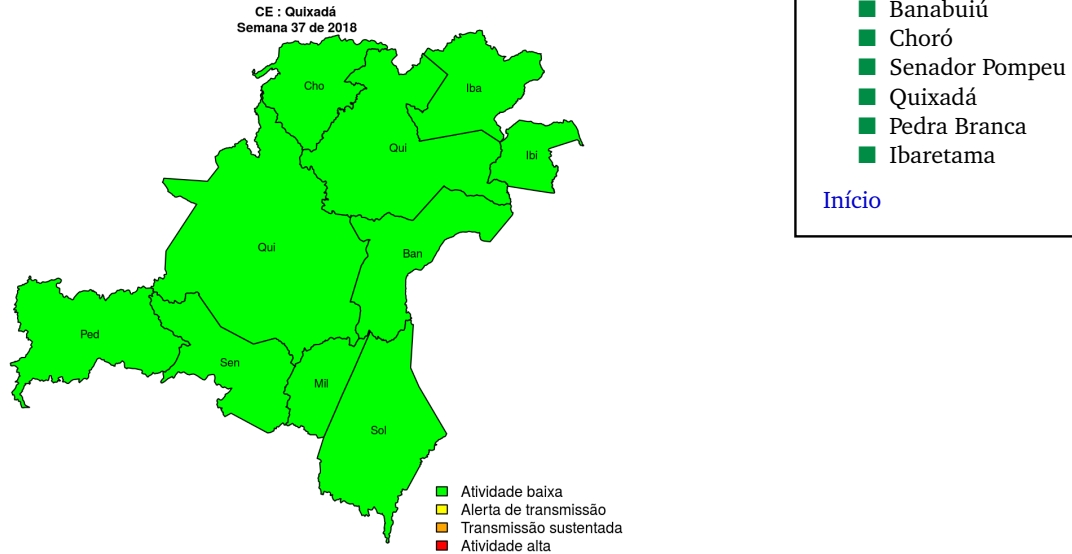 CE : Quixadá
Semana 37 de 2018
Cho
Iba
Qui
Ibi
Qui
Ban
Ped
Sen
Mil
Sol
Atividade baixa
Alerta de transmissão
Transmissão sustentada
Atividade alta
Banabuiú
Choró
Senador Pompeu
Quixadá
Pedra Branca
Ibaretama
Início